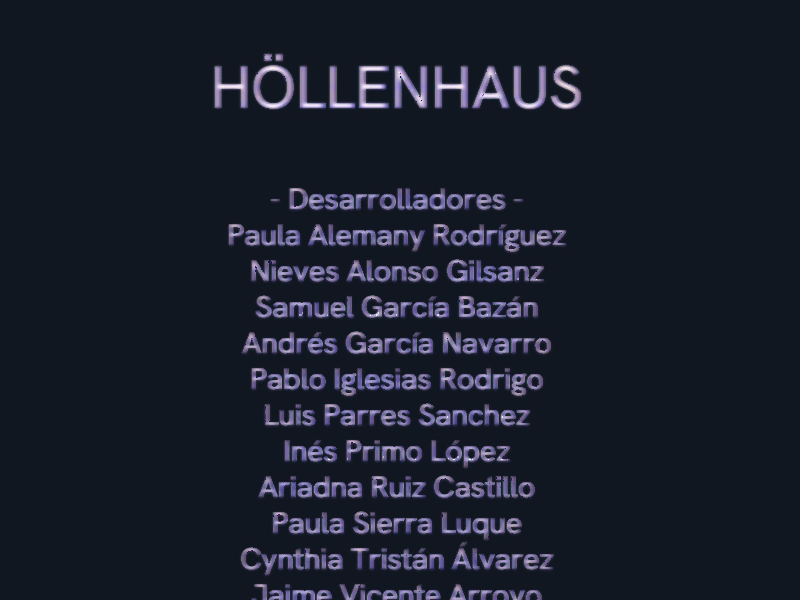 HÖLLENHAUS
- Desarrolladores -
Paula Alemany Rodríguez
Nieves Alonso Gilsanz
Samuel García Bazán
Andrés García Navarro
Pablo Iglesias Rodrigo
Luis Parres Sanchez
Inés Primo López
Ariadna Ruiz Castillo
Paula Sierra Luque
Cynthia Tristán Álvarez
Jaime Vicente Arroyo